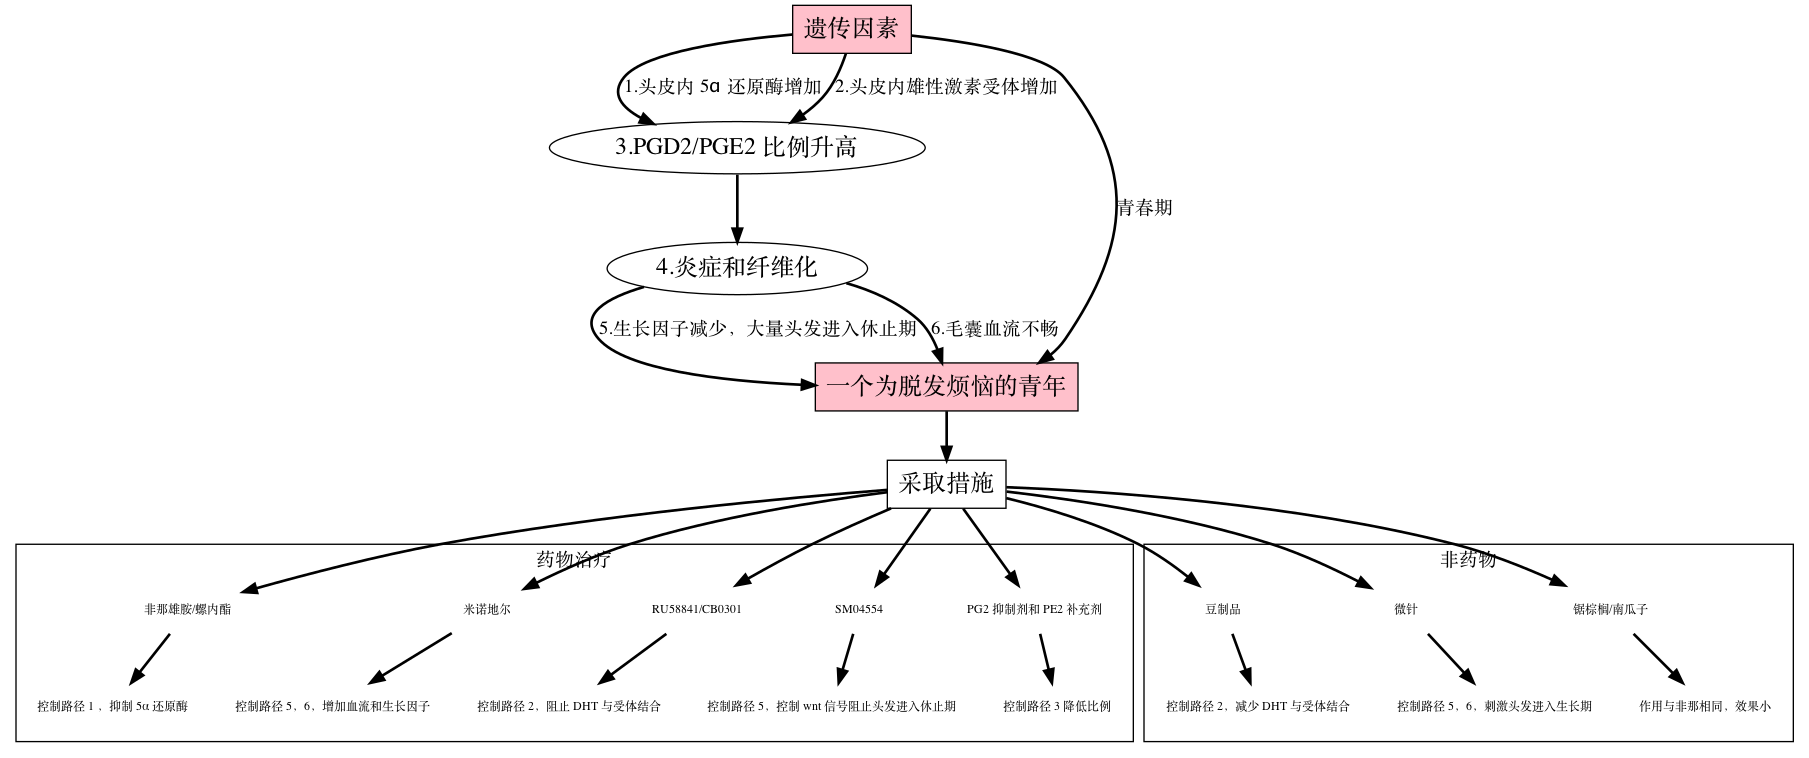 遗传因素
1.头皮内 5α 还原酶增加
2.头皮内雄性激素受体增加
3.PGD2/PGE2 比例升高
青春期
4.炎症和纤维化
5.生长因子减少，大量头发进入休止期
6.毛囊血流不畅
一个为脱发烦恼的青年
采取措施
药物治疗
非药物
非那雄胺/螺内酯
米诺地尔
RU58841/CB0301
SM04554
PG2 抑制剂和 PE2 补充剂
豆制品
微针
锯棕榈/南瓜子
控制路径 1 ，抑制 5α 还原酶
控制路径 5，6，增加血流和生长因子
控制路径 2，阻止 DHT 与受体结合
控制路径 5，控制 wnt 信号阻止头发进入休止期
控制路径 3 降低比例
控制路径 2，减少 DHT 与受体结合
控制路径 5，6，刺激头发进入生长期
作用与非那相同，效果小